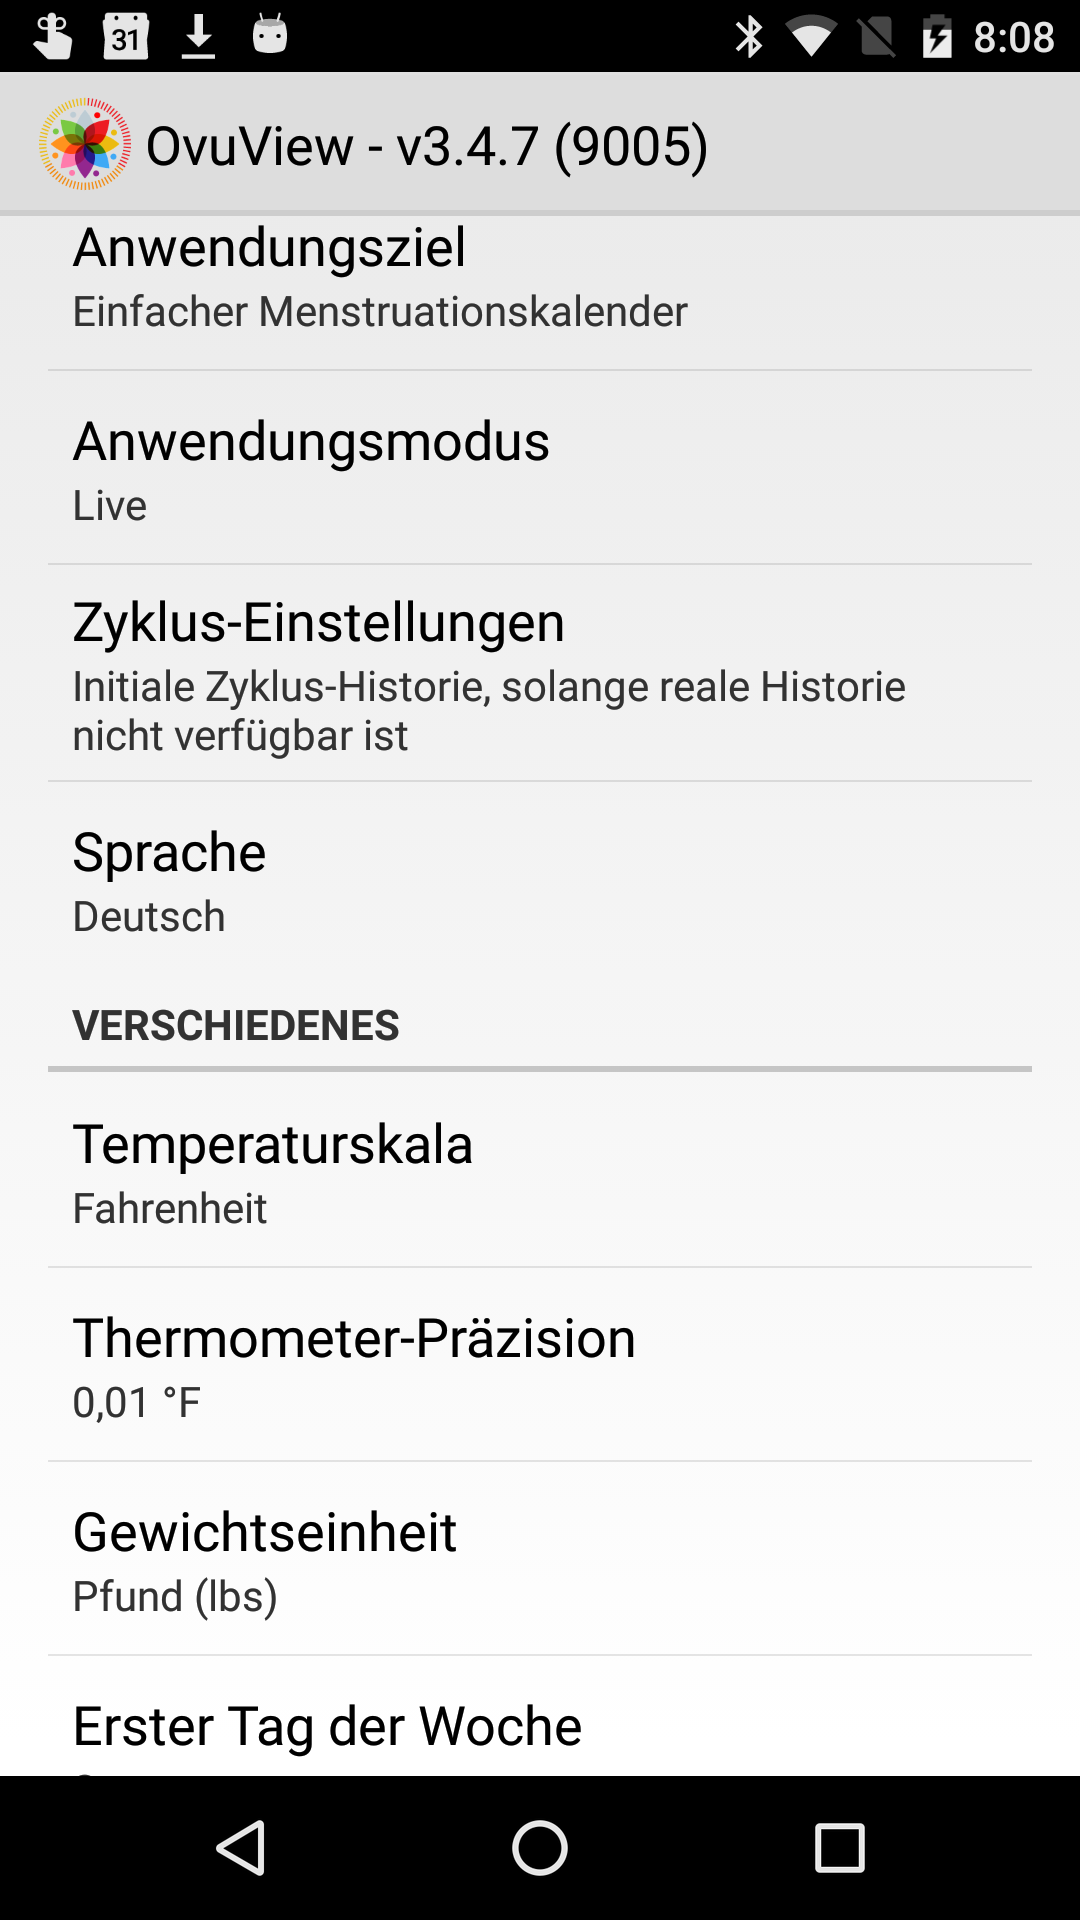 31
8:08
OvuView - v3.4.7 (9005)
Anwendungsziel
Einfacher Menstruationskalender
Anwendungsmodus
Live
Zyklus-Einstellungen
Initiale Zyklus-Historie, solange reale Historie
nicht verfügbar ist
Sprache
Deutsch
VERSCHIEDENES
Temperaturskala
Fahrenheit
Thermometer-Präzision
0,01 °F
Gewichtseinheit
Pfund (lbs)
Erster Tag der Woche